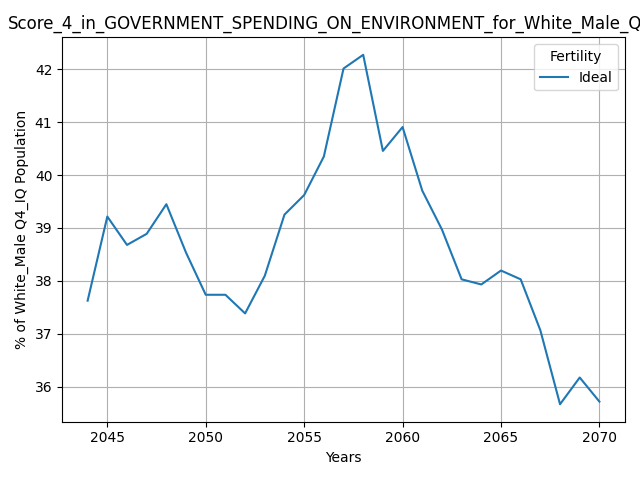 Score_4_in_GOVERNMENT_SPENDING_ON_ENVIRONMENT_for_White_Male_Q
Fertility
Ideal
% of White_Male Q4_IQ Population
42
41
40
39
38
37
36
2045 2050 2055 2060 2065 2070
Years